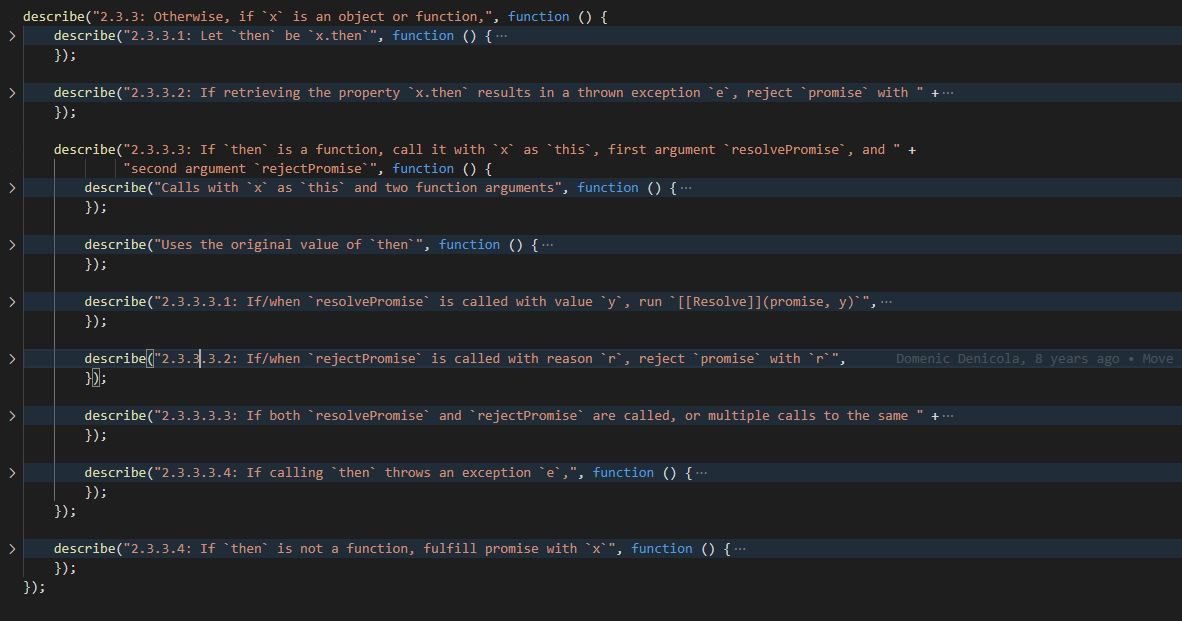 describe("2.3.3: Otherwise, if `x` is an object or function,", function () {
describe("2.3.3.1: Let `then` be `x.then`", function () {···
});
describe("2.3.3.2: If retrieving the property `x.then` results in a thrown exception `e`, reject `promise` with " +···
});
describe("2.3.3.3: If `then` is a function, call it with `x` as `this`, first argument `resolvePromise`, and " +
"second argument `rejectPromise`", function () {
describe("Calls with `x` as `this` and two function arguments", function () {···
});
describe("Uses the original value of `then`", function () {···
});
describe("2.3.3.3.1: If/when `resolvePromise` is called with value `y`, run `[[Resolve]](promise, y)`",···
});
describe("2.3.3.3.2: If/when `rejectPromise` is called with reason `r`, reject `promise` with `r`", Domenic Denicola, 8 years ago • Move
});
describe("2.3.3.3.3: If both `resolvePromise` and `rejectPromise` are called, or multiple calls to the same " +···
});
describe("2.3.3.3.4: If calling `then` throws an exception `e`,", function () {···
});
});
describe("2.3.3.4: If `then` is not a function, fulfill promise with `x`", function () {···
});
});